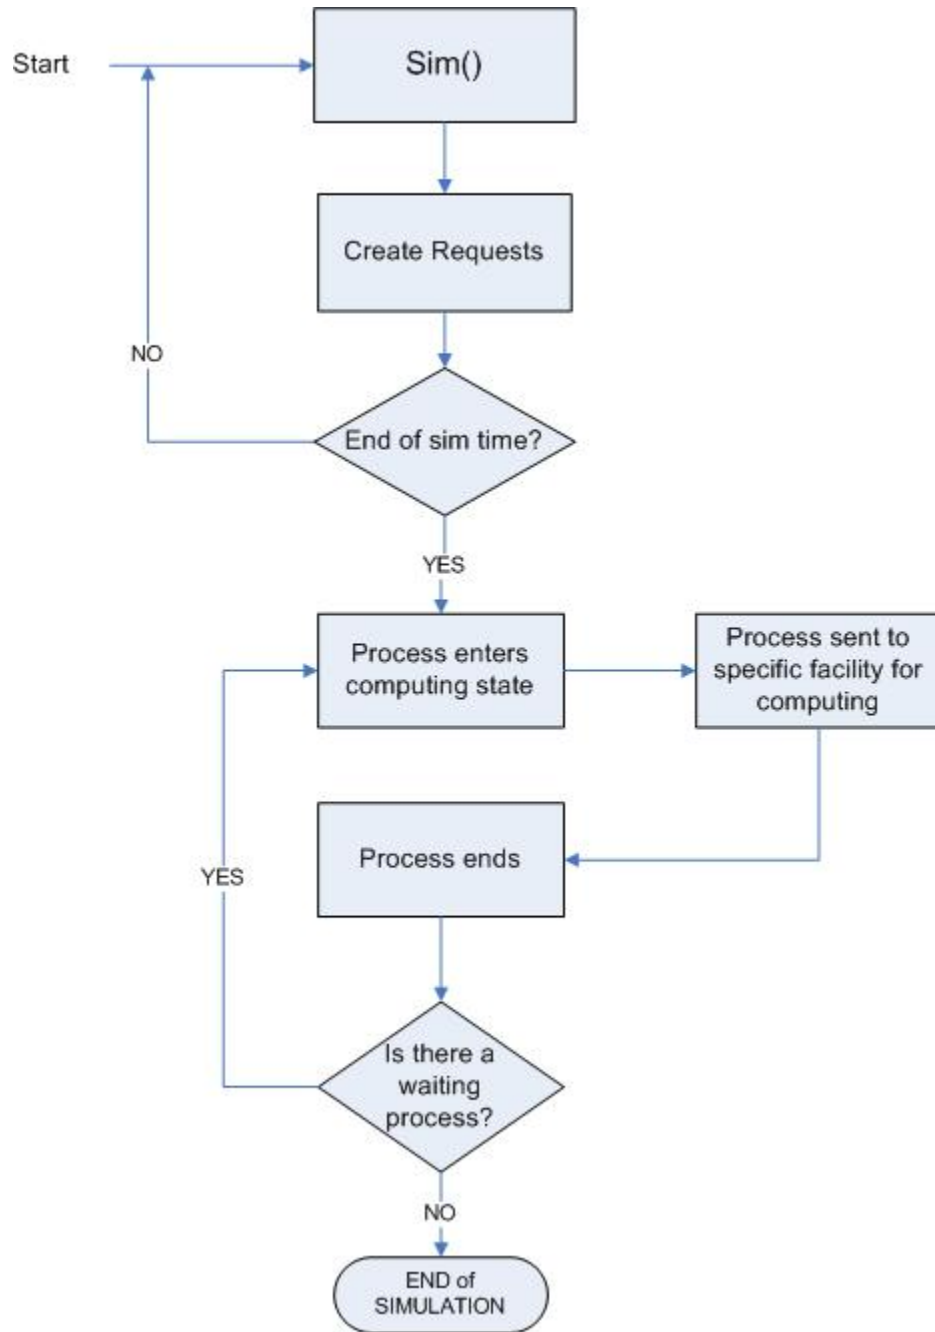 Start
Sim()
Create Requests
NO
End of sim time?
YES
Process enters
computing state
Process sent to
specific facility for
computing
Process ends
YES
Is there a
waiting
process?
NO
END of
SIMULATION